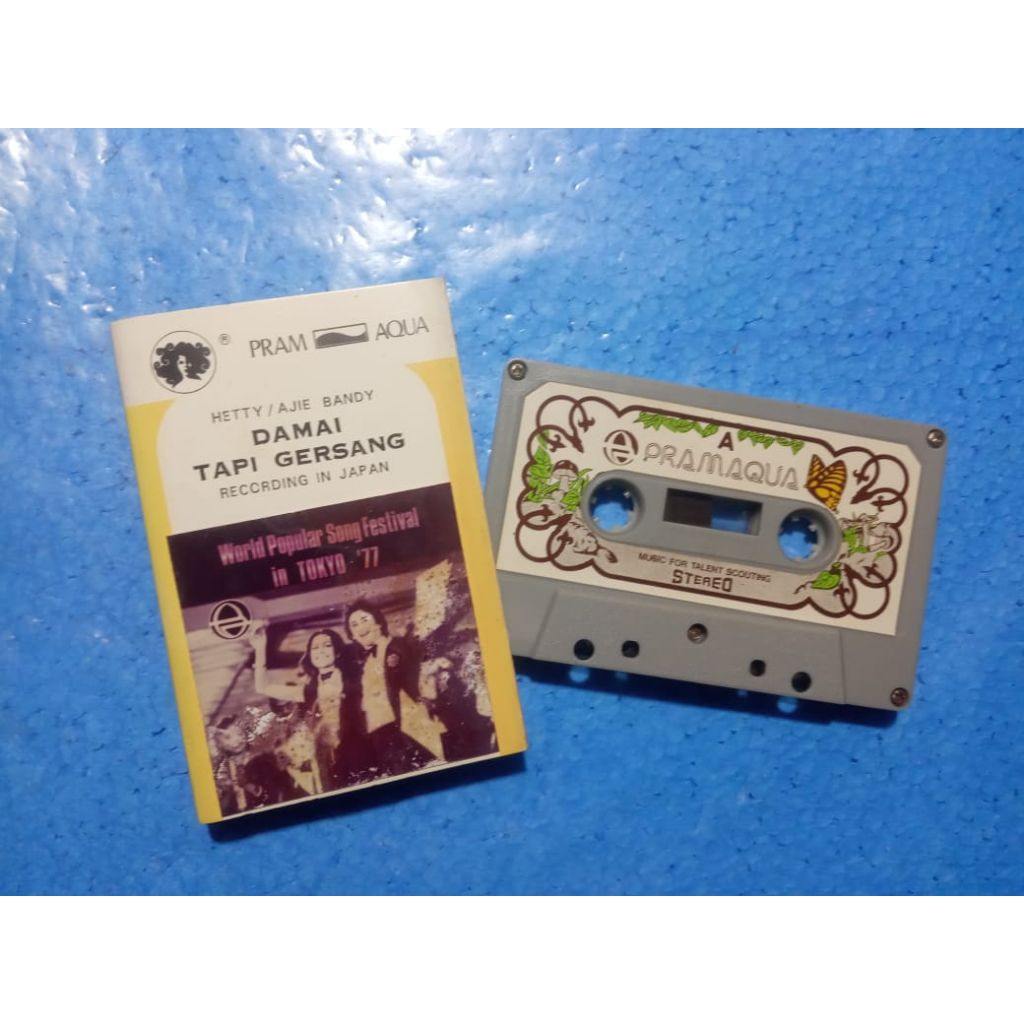 ® PRAM AQUA
HETTY / AJIE BANDY
DAMAI
TAPI GERSANG
RECORDING IN JAPAN
World Popular Song Festival
in TOKYO '77
A
PRAMAQUA
MUSIC FOR TALENT SCOUTING
STEREO